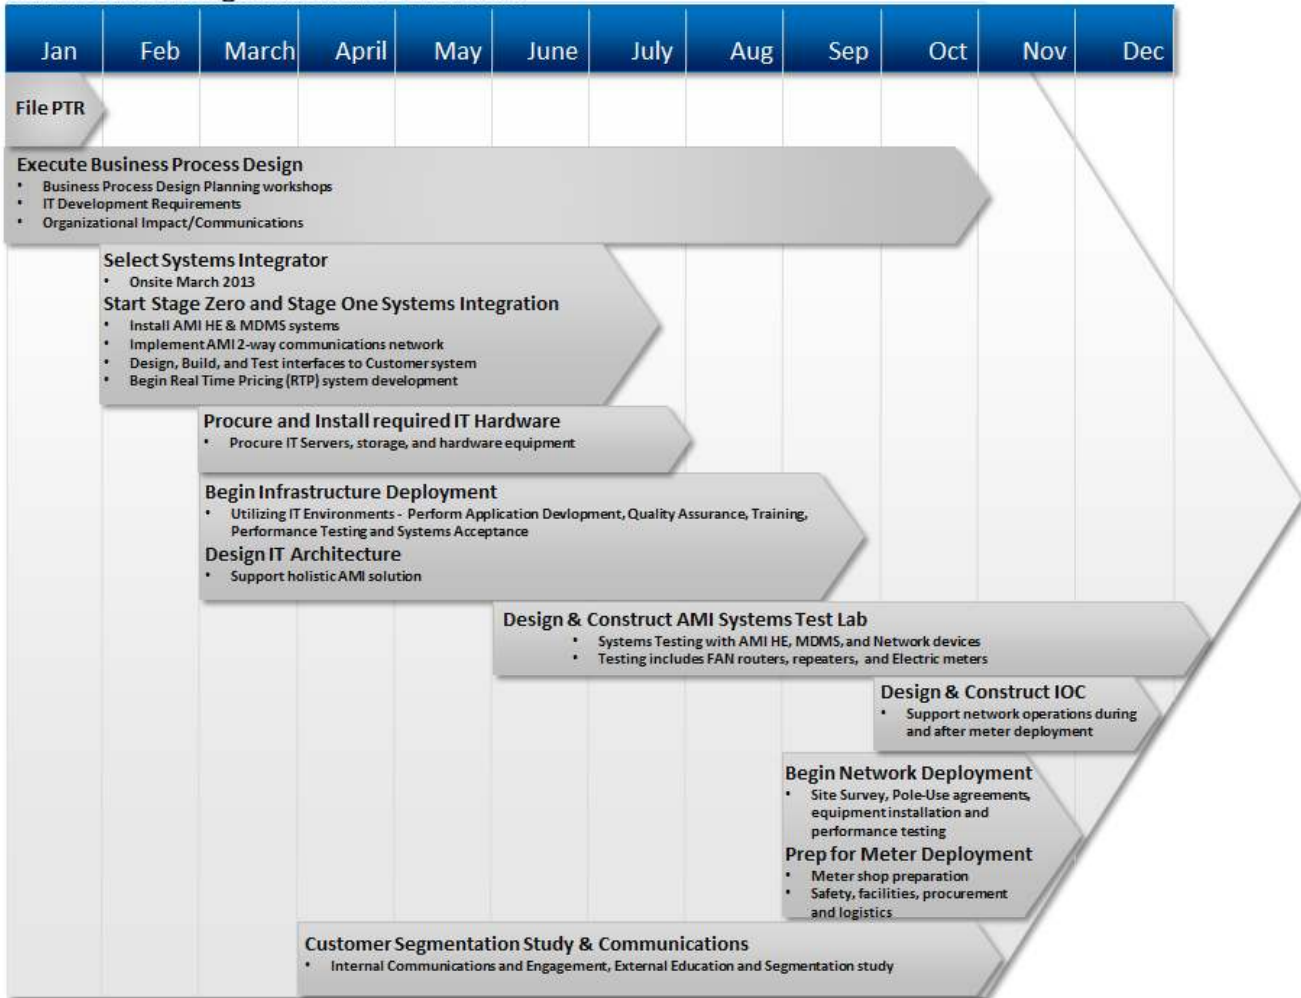 Jan Feb March April May June July Aug Sep Oct Nov Dec
File PTR
Execute Business Process Design
• Business Process Design Planning workshops
• IT Development Requirements
• Organizational Impact/Communications
Select Systems Integrator
• Onsite March 2013
Start Stage Zero and Stage One Systems Integration
• Install AMI HE & MDMS systems
• Implement AMI 2-way communications network
• Design, Build, and Test interfaces to Customer system
• Begin Real Time Pricing (RTP) system development
Procure and Install required IT Hardware
• Procure IT Servers, storage, and hardware equipment
Begin Infrastructure Deployment
• Utilizing IT Environments - Perform Application Devlopment, Quality Assurance, Training,
Performance Testing and Systems Acceptance
Design IT Architecture
• Support holistic AMI solution
Design & Construct AMI Systems Test Lab
• Systems Testing with AMI HE, MDMS, and Network devices
• Testing includes FAN routers, repeaters, and Electric meters
Design & Construct IOC
• Support network operations during
and after meter deployment
Begin Network Deployment
• Site Survey, Pole-Use agreements,
equipment installation and
performance testing
Prep for Meter Deployment
• Meter shop preparation
• Safety, facilities, procurement
and logistics
Customer Segmentation Study & Communications
• Internal Communications and Engagement, External Education and Segmentation study